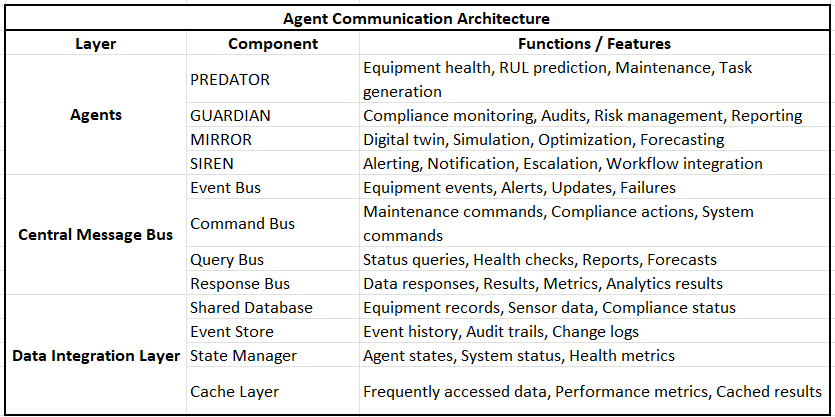 Agent Communication Architecture
Layer Component Functions / Features
Agents
PREDATOR
Equipment health, RUL prediction, Maintenance, Task
generation
GUARDIAN Compliance monitoring, Audits, Risk management, Reporting
MIRROR Digital twin, Simulation, Optimization, Forecasting
SIREN Alerting, Notification, Escalation, Workflow integration
Central Message Bus
Event Bus Equipment events, Alerts, Updates, Failures
Command Bus
Maintenance commands, Compliance actions, System
commands
Query Bus Status queries, Health checks, Reports, Forecasts
Response Bus Data responses, Results, Metrics, Analytics results
Data Integration Layer
Shared Database Equipment records, Sensor data, Compliance status
Event Store Event history, Audit trails, Change logs
State Manager Agent states, System status, Health metrics
Cache Layer Frequently accessed data, Performance metrics, Cached results